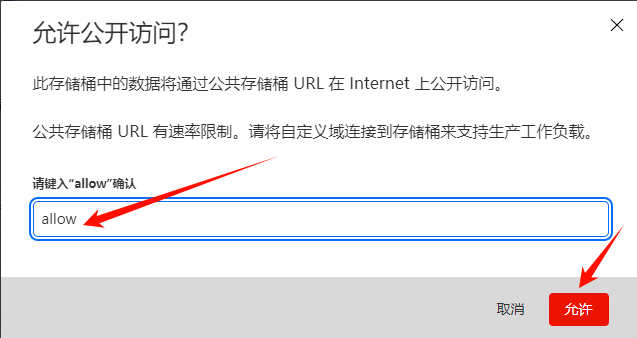 允许公开访问？
此存储桶中的数据将通过公共存储桶 URL 在 Internet 上公开访问。
公共存储桶 URL 有速率限制。请将自定义域连接到存储桶来支持生产工作负载。
请键入“allow”确认
allow
取消
允许